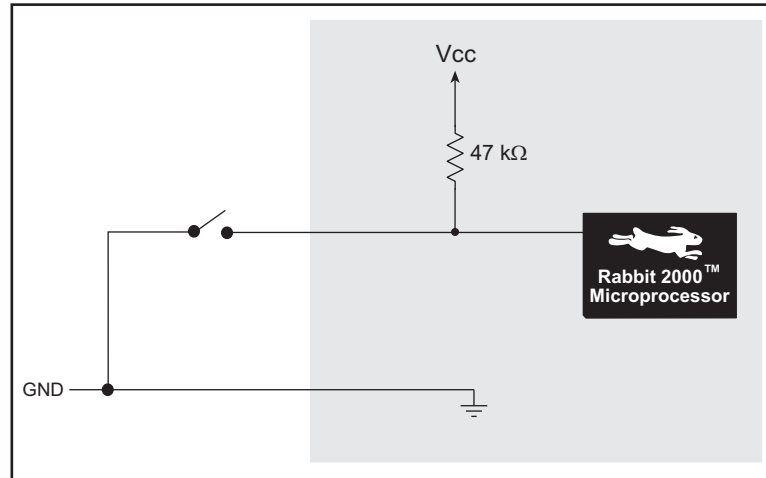 Vcc
47 kΩ
Rabbit 2000™
Microprocessor
GND